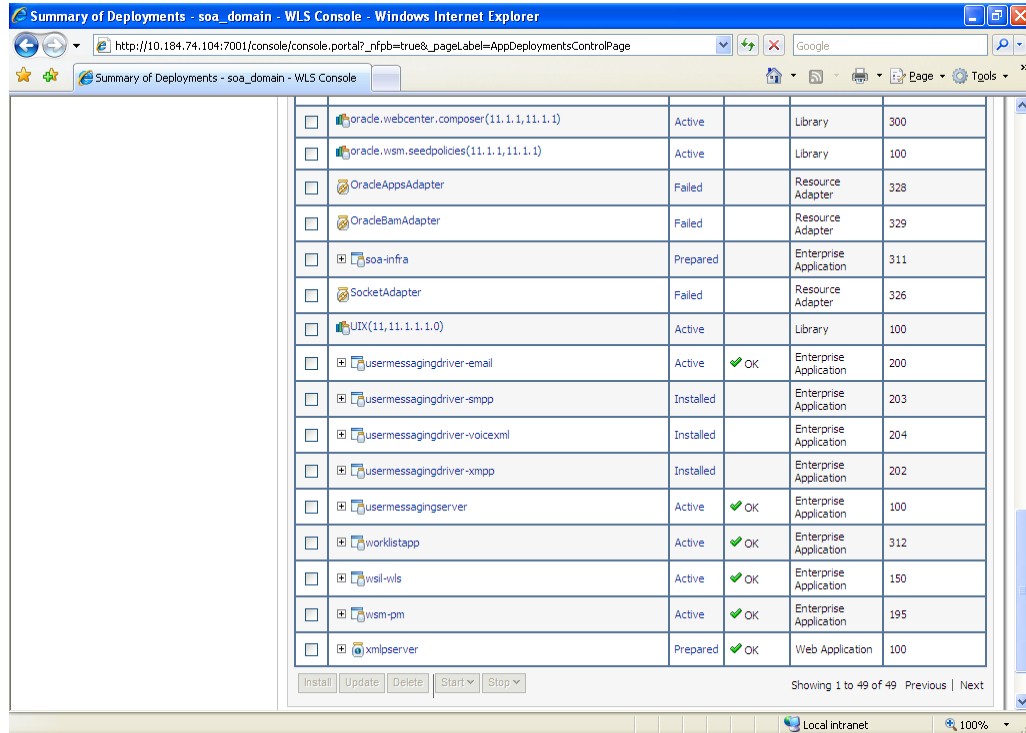 Summary of Deployments - soa_domain - WLS Console - Windows Internet Explorer
http://10.184.74.104:7001/console/console.portal?_nfpb=true&_pageLabel=AppDeploymentsControlPage
Google
Summary of Deployments - soa_domain - WLS Console
Page
Tools
oracle.webcenter.composer(11.1.1,11.1.1) Active Library 300
oracle.wsm.seedpolicies(11.1.1,11.1.1) Active Library 100
OracleAppsAdapter Failed Resource Adapter 328
OracleBamAdapter Failed Resource Adapter 329
soa-infra Prepared Enterprise Application 311
SocketAdapter Failed Resource Adapter 326
UIX(11,11.1.1.1.0) Active Library 100
usermessagingdriver-email Active OK Enterprise Application 200
usermessagingdriver-smpp Installed Enterprise Application 203
usermessagingdriver-voicexml Installed Enterprise Application 204
usermessagingdriver-xmpp Installed Enterprise Application 202
usermessagingserver Active OK Enterprise Application 100
worklistapp Active OK Enterprise Application 312
wsil-wls Active OK Enterprise Application 150
wsm-pm Active OK Enterprise Application 195
xmlpserver Prepared OK Web Application 100
Install Update Delete Start Stop Showing 1 to 49 of 49 Previous | Next
Local intranet 100%